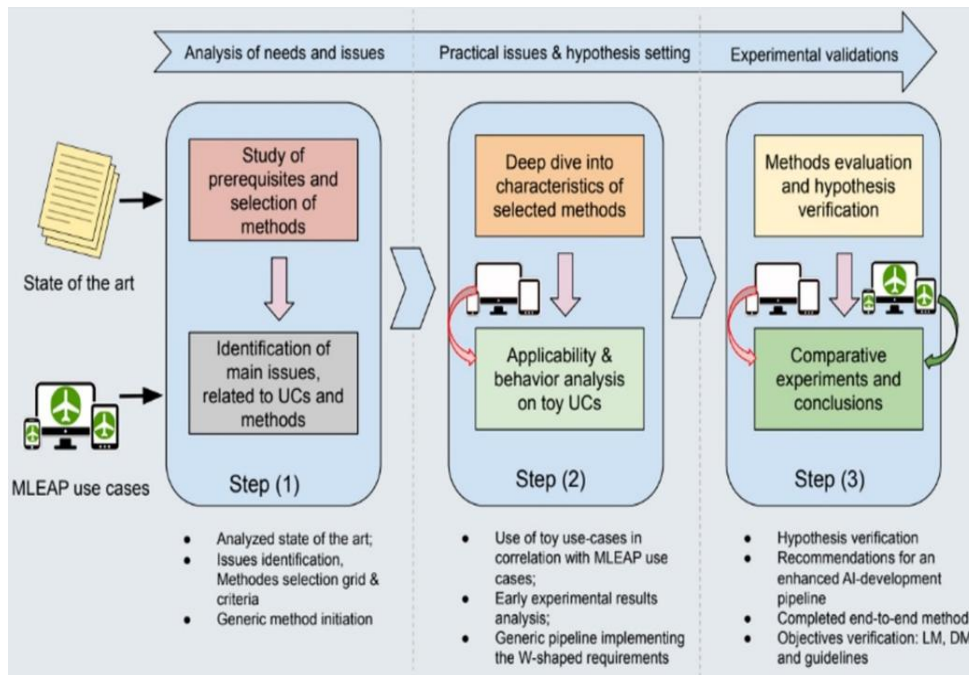 Analysis of needs and issues
Practical issues & hypothesis setting
Experimental validations
State of the art
MLEAP use cases
Study of
prerequisites and
selection of
methods
Identification of
main issues,
related to UCs and
methods
Step (1)
Deep dive into
characteristics of
selected methods
Applicability &
behavior analysis
on toy UCs
Step (2)
Methods evaluation
and hypothesis
verification
Comparative
experiments and
conclusions
Step (3)
● Analyzed state of the art;
● Issues identification,
Methodes selection grid &
criteria
● Generic method initiation
● Use of toy use-cases in
correlation with MLEAP use
cases;
● Early experimental results
analysis;
● Generic pipeline implementing
the W-shaped requirements
● Hypothesis verification
● Recommendations for an
enhanced AI-development
pipeline
● Completed end-to-end method
● Objectives verification: LM, DM
and guidelines